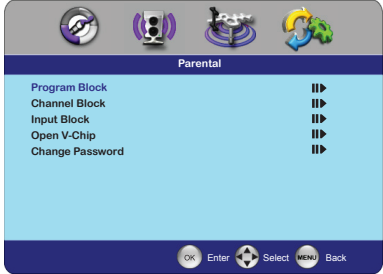 Parental
Program Block
Channel Block
Input Block
Open V-Chip
Change Password
OK Enter Select MENU Back